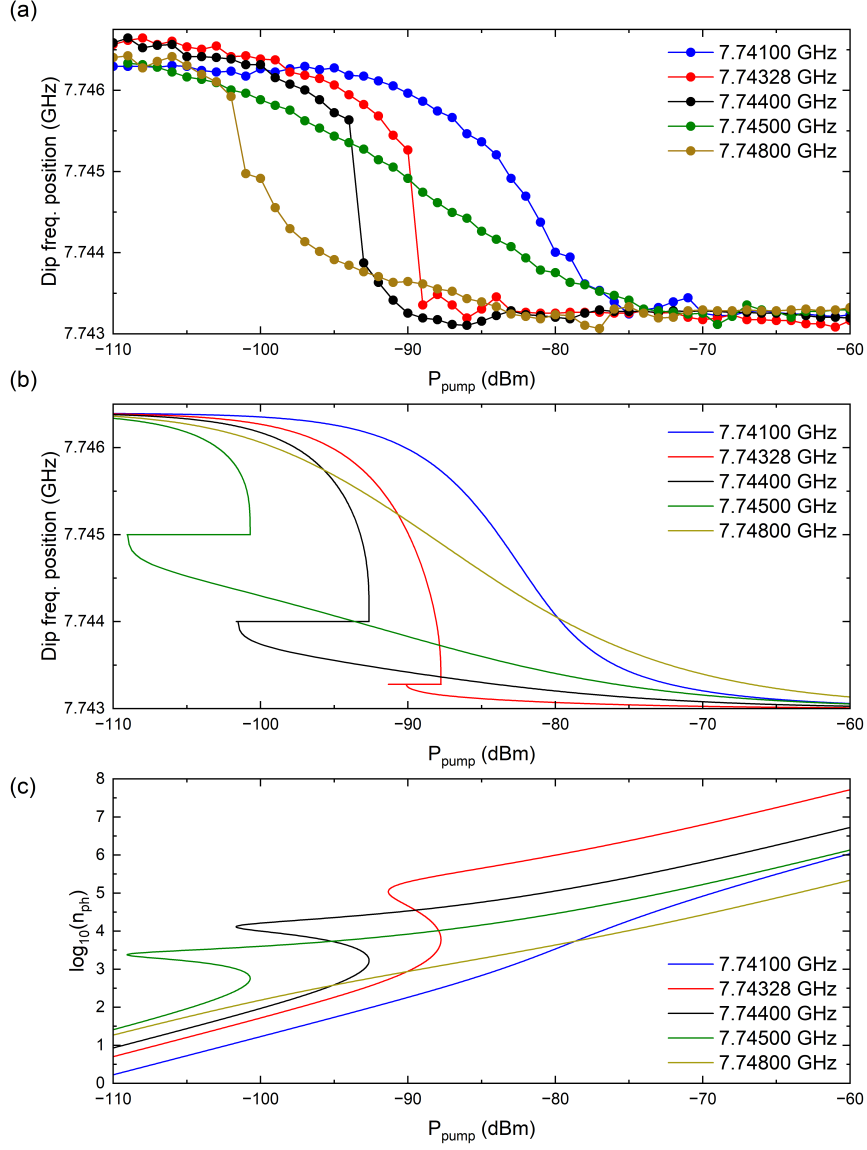 (a)
Dip freq. position (GHz)
7.746
7.745
7.744
7.743
7.74100 GHz
7.74328 GHz
7.74400 GHz
7.74500 GHz
7.74800 GHz
−110 −100 −90 −80 −70 −60
P_pump (dBm)
(b)
Dip freq. position (GHz)
7.746
7.745
7.744
7.743
7.74100 GHz
7.74328 GHz
7.74400 GHz
7.74500 GHz
7.74800 GHz
−110 −100 −90 −80 −70 −60
P_pump (dBm)
(c)
log₁₀(n_ph)
8
7
6
5
4
3
2
1
0
7.74100 GHz
7.74328 GHz
7.74400 GHz
7.74500 GHz
7.74800 GHz
−110 −100 −90 −80 −70 −60
P_pump (dBm)